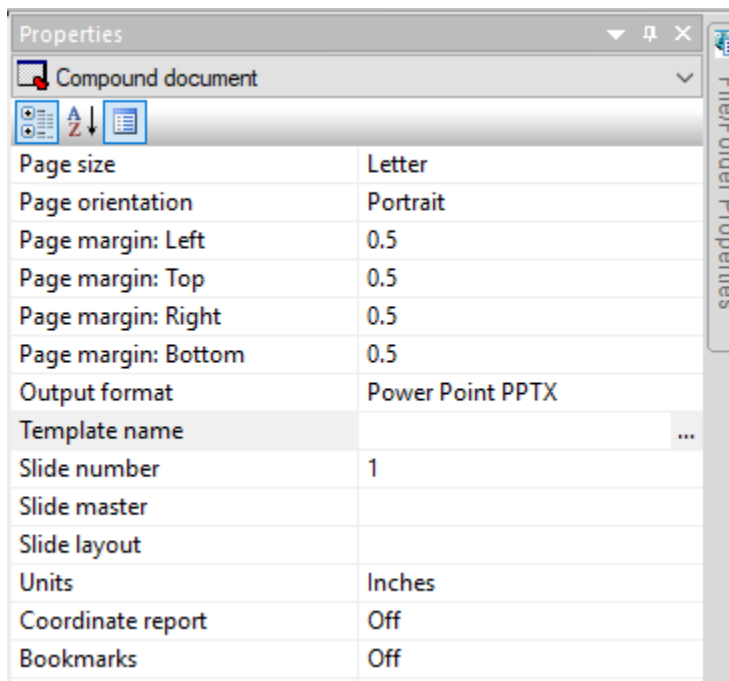 Properties
Compound document
Page size Letter
Page orientation Portrait
Page margin: Left 0.5
Page margin: Top 0.5
Page margin: Right 0.5
Page margin: Bottom 0.5
Output format Power Point PPTX
Template name ...
Slide number 1
Slide master
Slide layout
Units Inches
Coordinate report Off
Bookmarks Off
File/Folder Properties